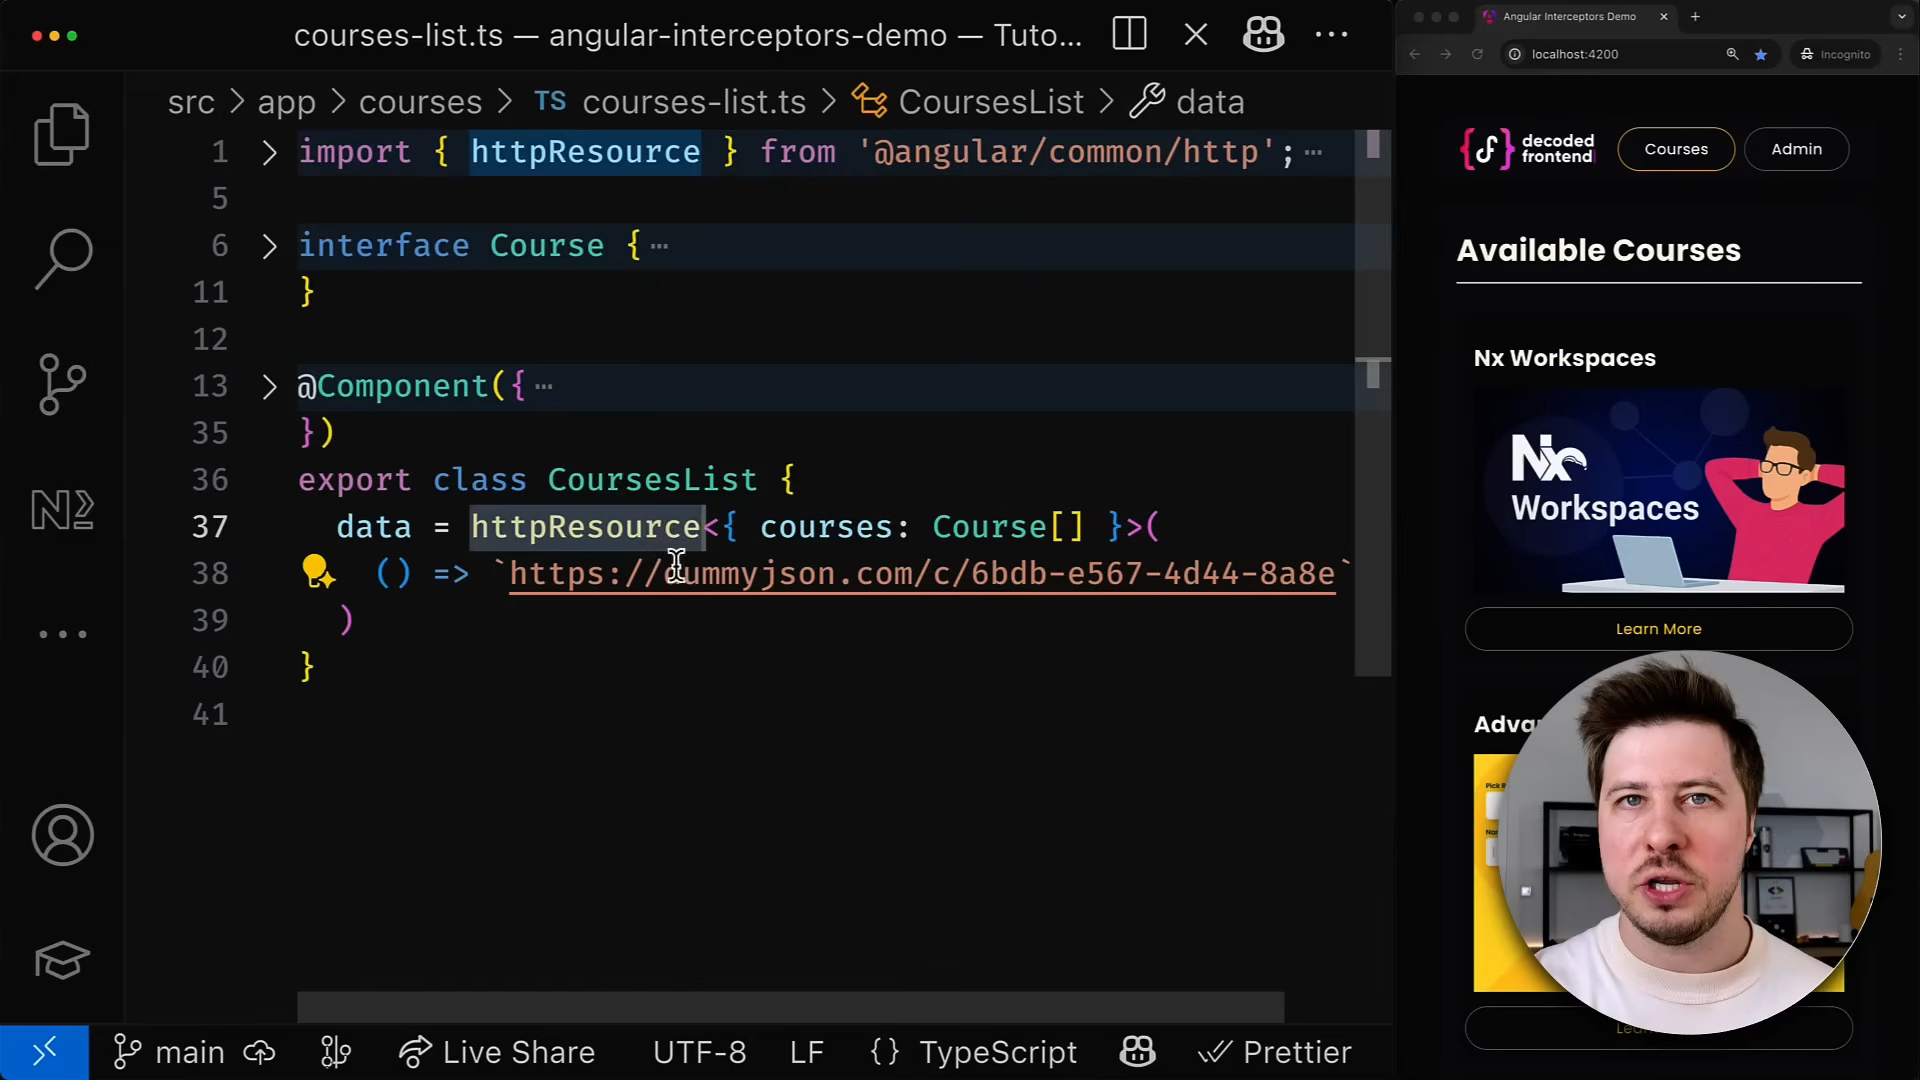 courses-list.ts — angular-interceptors-demo — Tuto...
src > app > courses > TS courses-list.ts > CoursesList > data
1 import { httpResource } from '@angular/common/http';
5
6 interface Course {
11 }
12
13 @Component({
35 })
36 export class CoursesList {
37 data = httpResource<{ courses: Course[] }>(
38 () => `https://dummyjson.com/c/6bdb-e567-4d44-8a8e`
39 )
40 }
41
main
Live Share
UTF-8
LF
{} TypeScript
Prettier
Angular Interceptors Demo
localhost:4200
Incognito
decoded
frontend
Courses
Admin
Available Courses
Nx Workspaces
Nx
Workspaces
Learn More